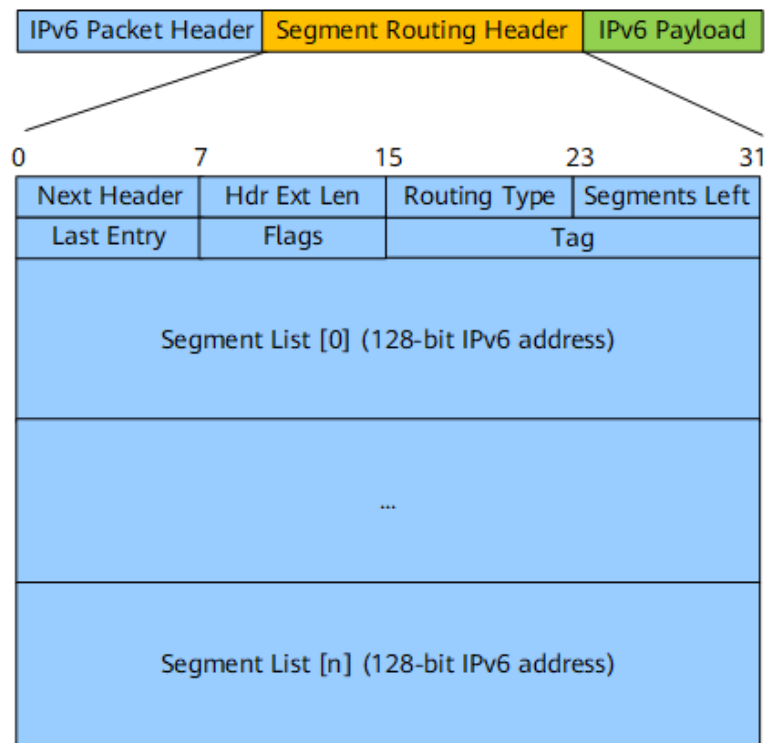 IPv6 Packet Header Segment Routing Header IPv6 Payload
0 7 15 23 31
Next Header Hdr Ext Len Routing Type Segments Left
Last Entry Flags Tag
Segment List [0] (128-bit IPv6 address)
...
Segment List [n] (128-bit IPv6 address)